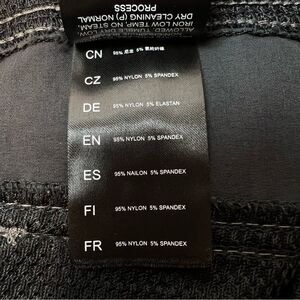 IRON LOW TEMP, NO STEAM,
DRY CLEANING (P) NORMAL
PROCESS
CN 95% 5%
CZ 95% NYLON 5% SPANDEX
DE 95% NYLON 5% ELASTAN
EN 95% NYLON 5% SPANDEX
ES 95% NAILON 5% SPANDEX
FI 95% NYLON 5% SPANDEX
FR 95% NYLON 5% SPANDEX